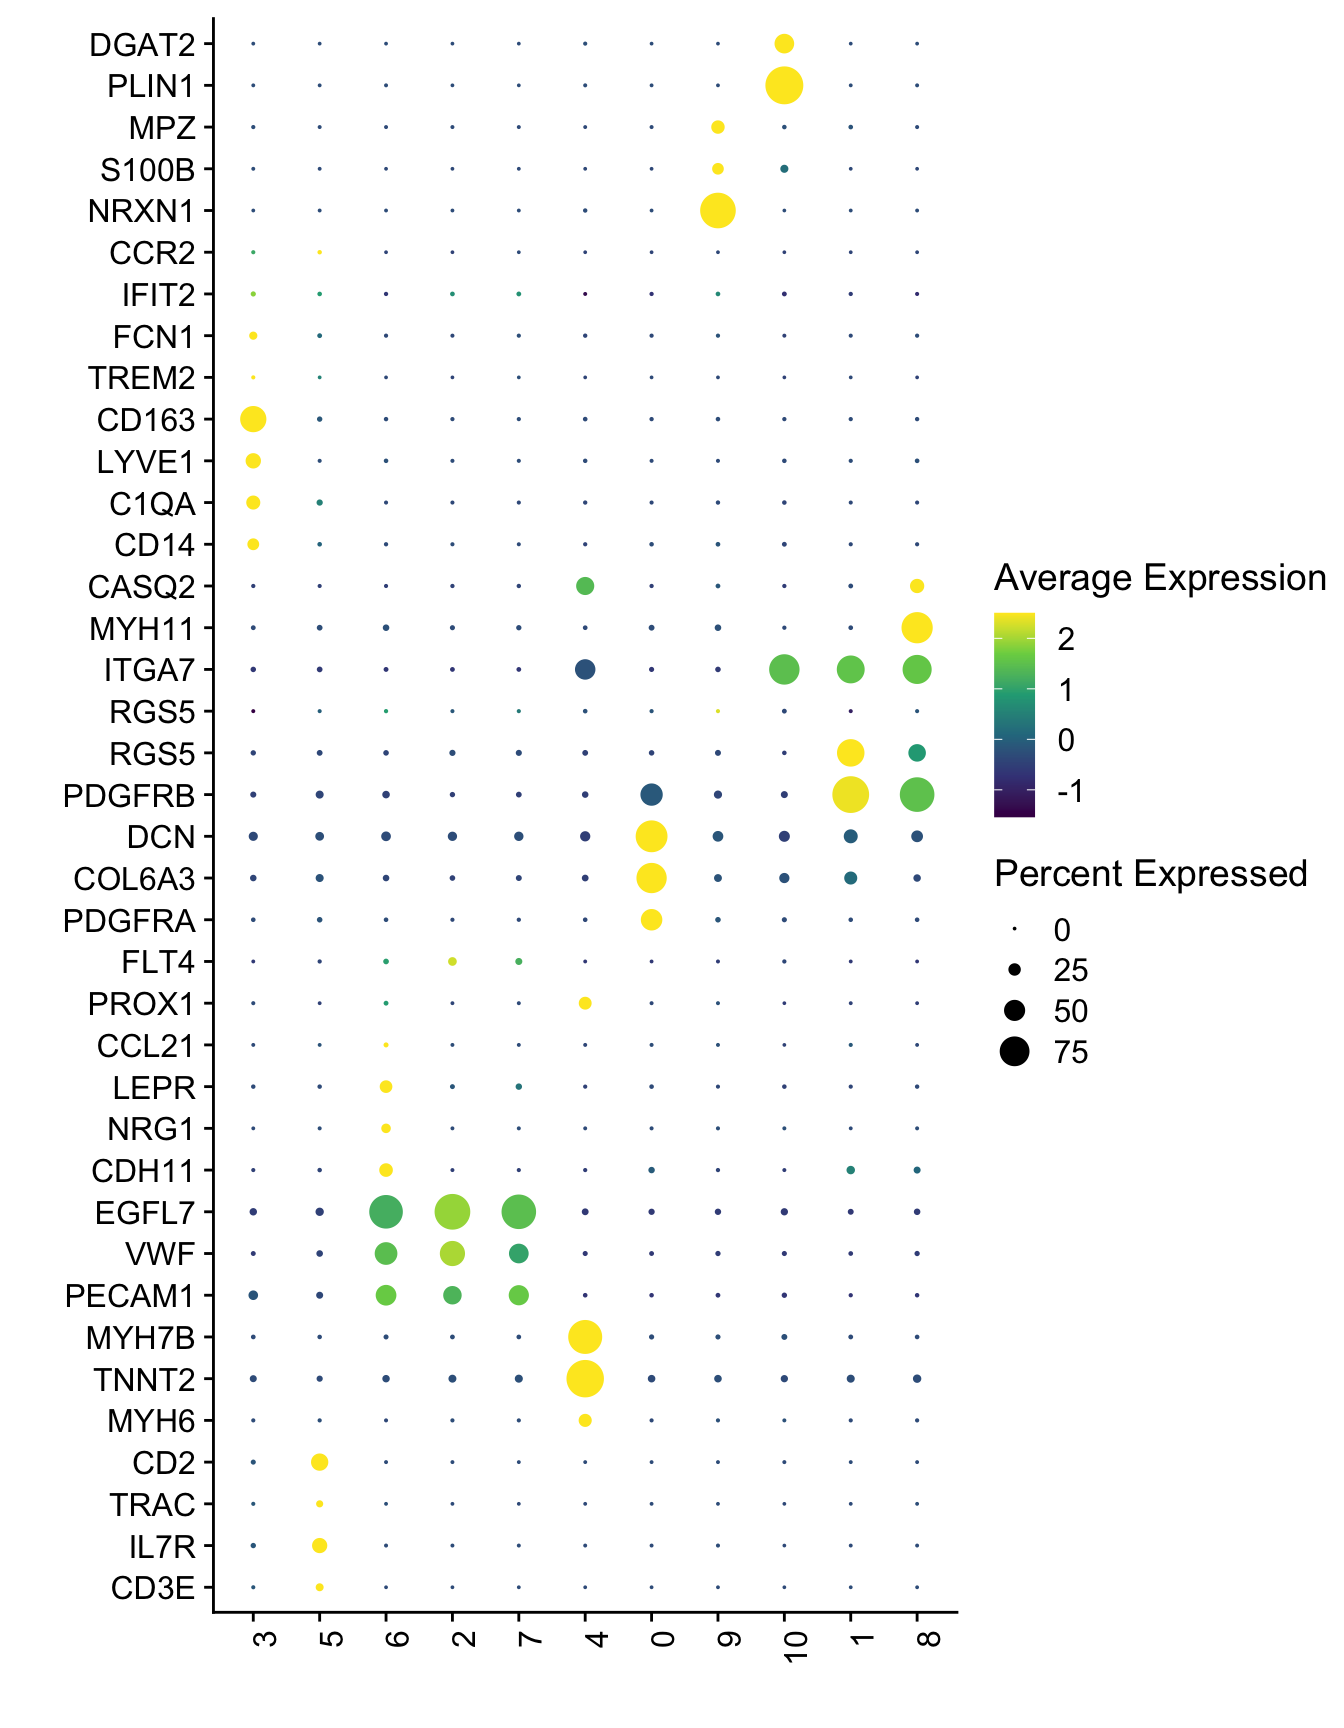 DGAT2
PLIN1
MPZ
S100B
NRXN1
CCR2
IFIT2
FCN1
TREM2
CD163
LYVE1
C1QA
CD14
CASQ2
MYH11
ITGA7
RGS5
RGS5
PDGFRB
DCN
COL6A3
PDGFRA
FLT4
PROX1
CCL21
LEPR
NRG1
CDH11
EGFL7
VWF
PECAM1
MYH7B
TNNT2
MYH6
CD2
TRAC
IL7R
CD3E
3 5 6 2 7 4 0 9 10 1 8
Average Expression
2
1
0
-1
Percent Expressed
0
25
50
75